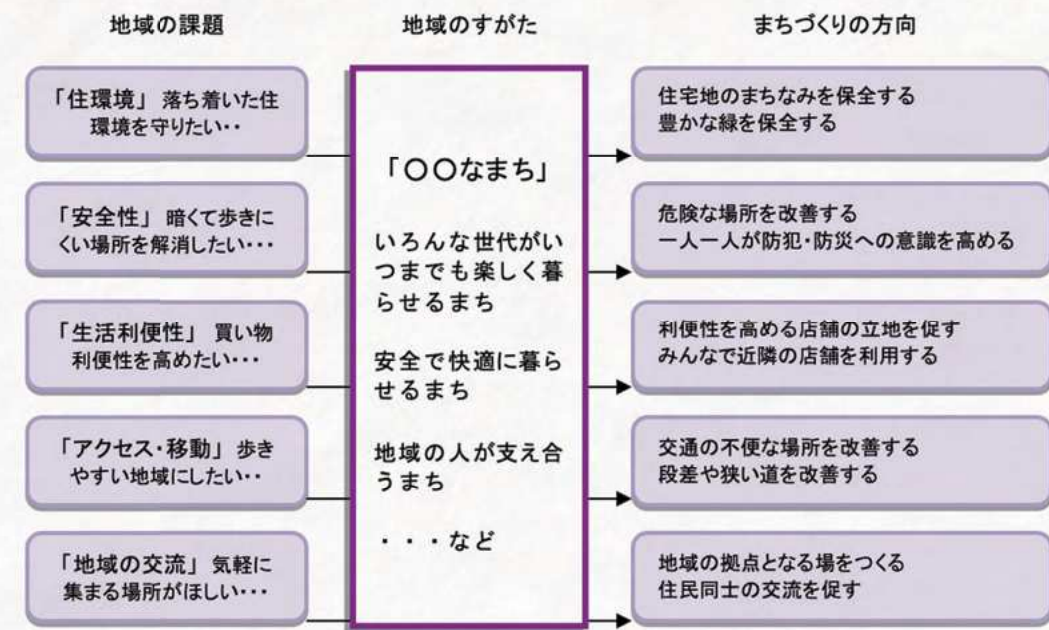 地域の課題
地域のすがた
まちづくりの方向
「住環境」 落ち着いた住
環境を守りたい・・
「安全性」 暗くて歩きに
くい場所を解消したい・・・
「生活利便性」 買い物
利便性を高めたい・・・
「アクセス・移動」 歩き
やすい地域にしたい・・
「地域の交流」 気軽に
集まる場所がほしい・・・
「〇〇なまち」
いろんな世代がい
つまでも楽しく暮
らせるまち
安全で快適に暮ら
せるまち
地域の人が支え合
うまち
・・・など
住宅地のまちなみを保全する
豊かな緑を保全する
危険な場所を改善する
一人一人が防犯・防災への意識を高める
利便性を高める店舗の立地を促す
みんなで近隣の店舗を利用する
交通の不便な場所を改善する
段差や狭い道を改善する
地域の拠点となる場をつくる
住民同士の交流を促す